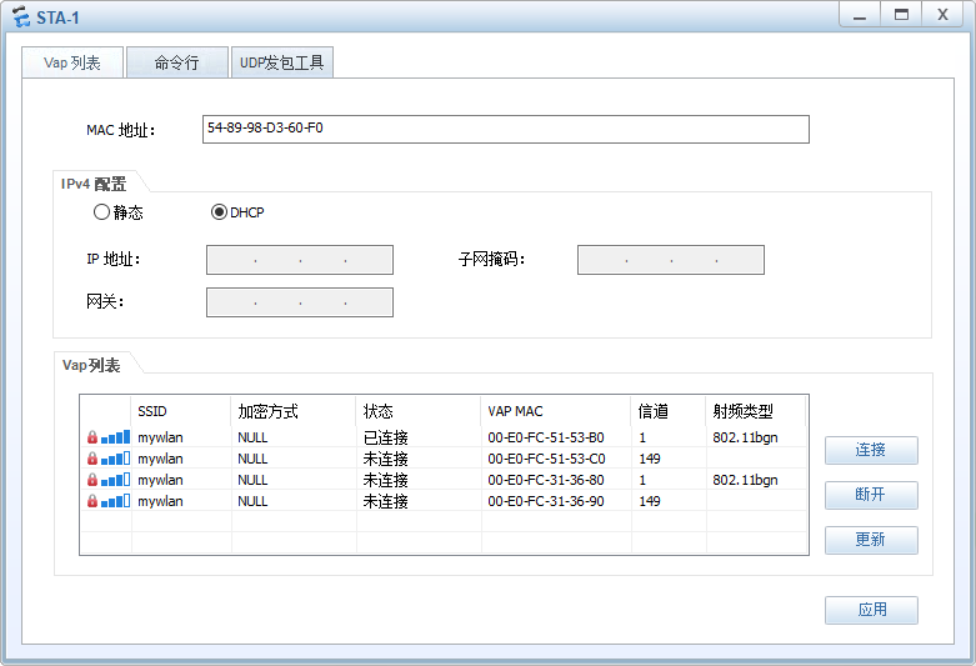 STA-1
Vap 列表 命令行 UDP发包工具
MAC 地址: 54-89-98-D3-60-F0
IPv4 配置
静态 DHCP
IP 地址: . . . 子网掩码: . . .
网关: . . .
Vap列表
SSID 加密方式 状态 VAP MAC 信道 射频类型
mywlan NULL 已连接 00-E0-FC-51-53-B0 1 802.11bgn
mywlan NULL 未连接 00-E0-FC-51-53-C0 149
mywlan NULL 未连接 00-E0-FC-31-36-80 1 802.11bgn
mywlan NULL 未连接 00-E0-FC-31-36-90 149
连接
断开
更新
应用